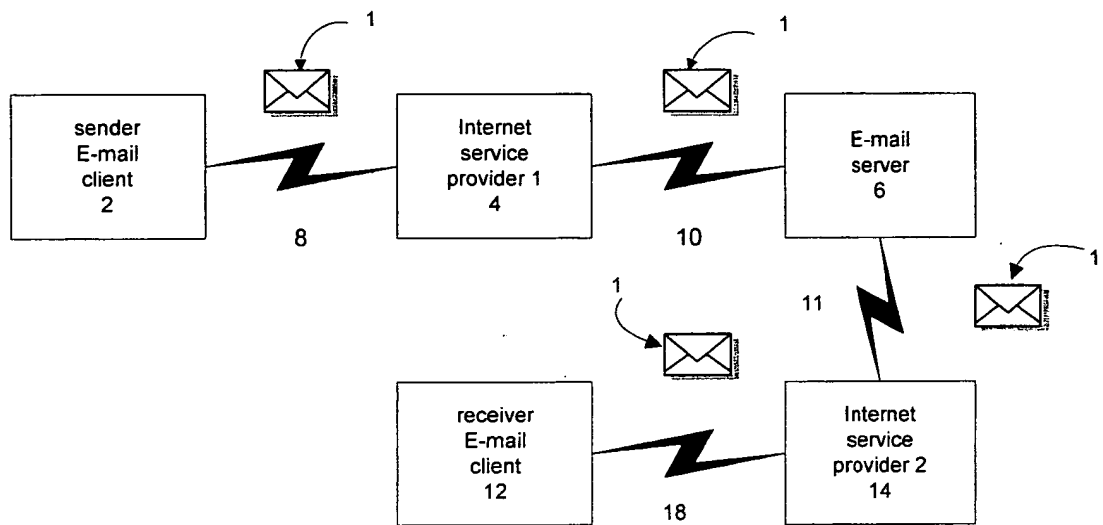 1
1
sender
E-mail
client
2
Internet
service
provider 1
4
E-mail
server
6
8
10
1
11
1
receiver
E-mail
client
12
Internet
service
provider 2
14
18